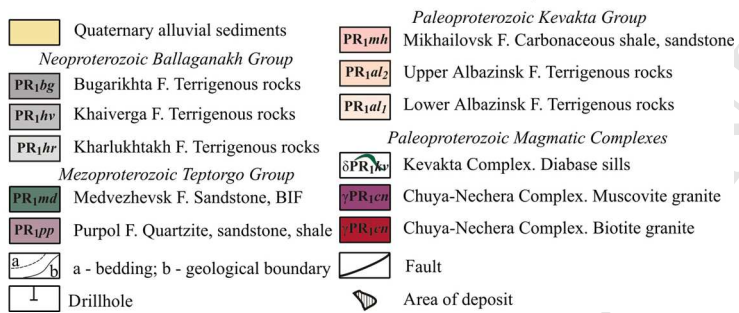 Quaternary alluvial sediments
Neoproterozoic Ballaganakh Group
PR₁bg Bugarikhta F. Terrigenous rocks
PR₁hv Khaiverga F. Terrigenous rocks
PR₁hr Kharlukhtakh F. Terrigenous rocks
Mezoproterozoic Teptorgo Group
PR₁md Medvezhevsk F. Sandstone, BIF
PR₁pp Purpol F. Quartzite, sandstone, shale
a b a - bedding; b - geological boundary
Drillhole
Paleoproterozoic Kevakta Group
PR₁mh Mikhailovsk F. Carbonaceous shale, sandstone
PR₁al₂ Upper Albazinsk F. Terrigenous rocks
PR₁al₁ Lower Albazinsk F. Terrigenous rocks
Paleoproterozoic Magmatic Complexes
δPR₁kv Kevakta Complex. Diabase sills
γPR₁cn Chuya-Nechera Complex. Muscovite granite
γPR₁cn Chuya-Nechera Complex. Biotite granite
Fault
Area of deposit